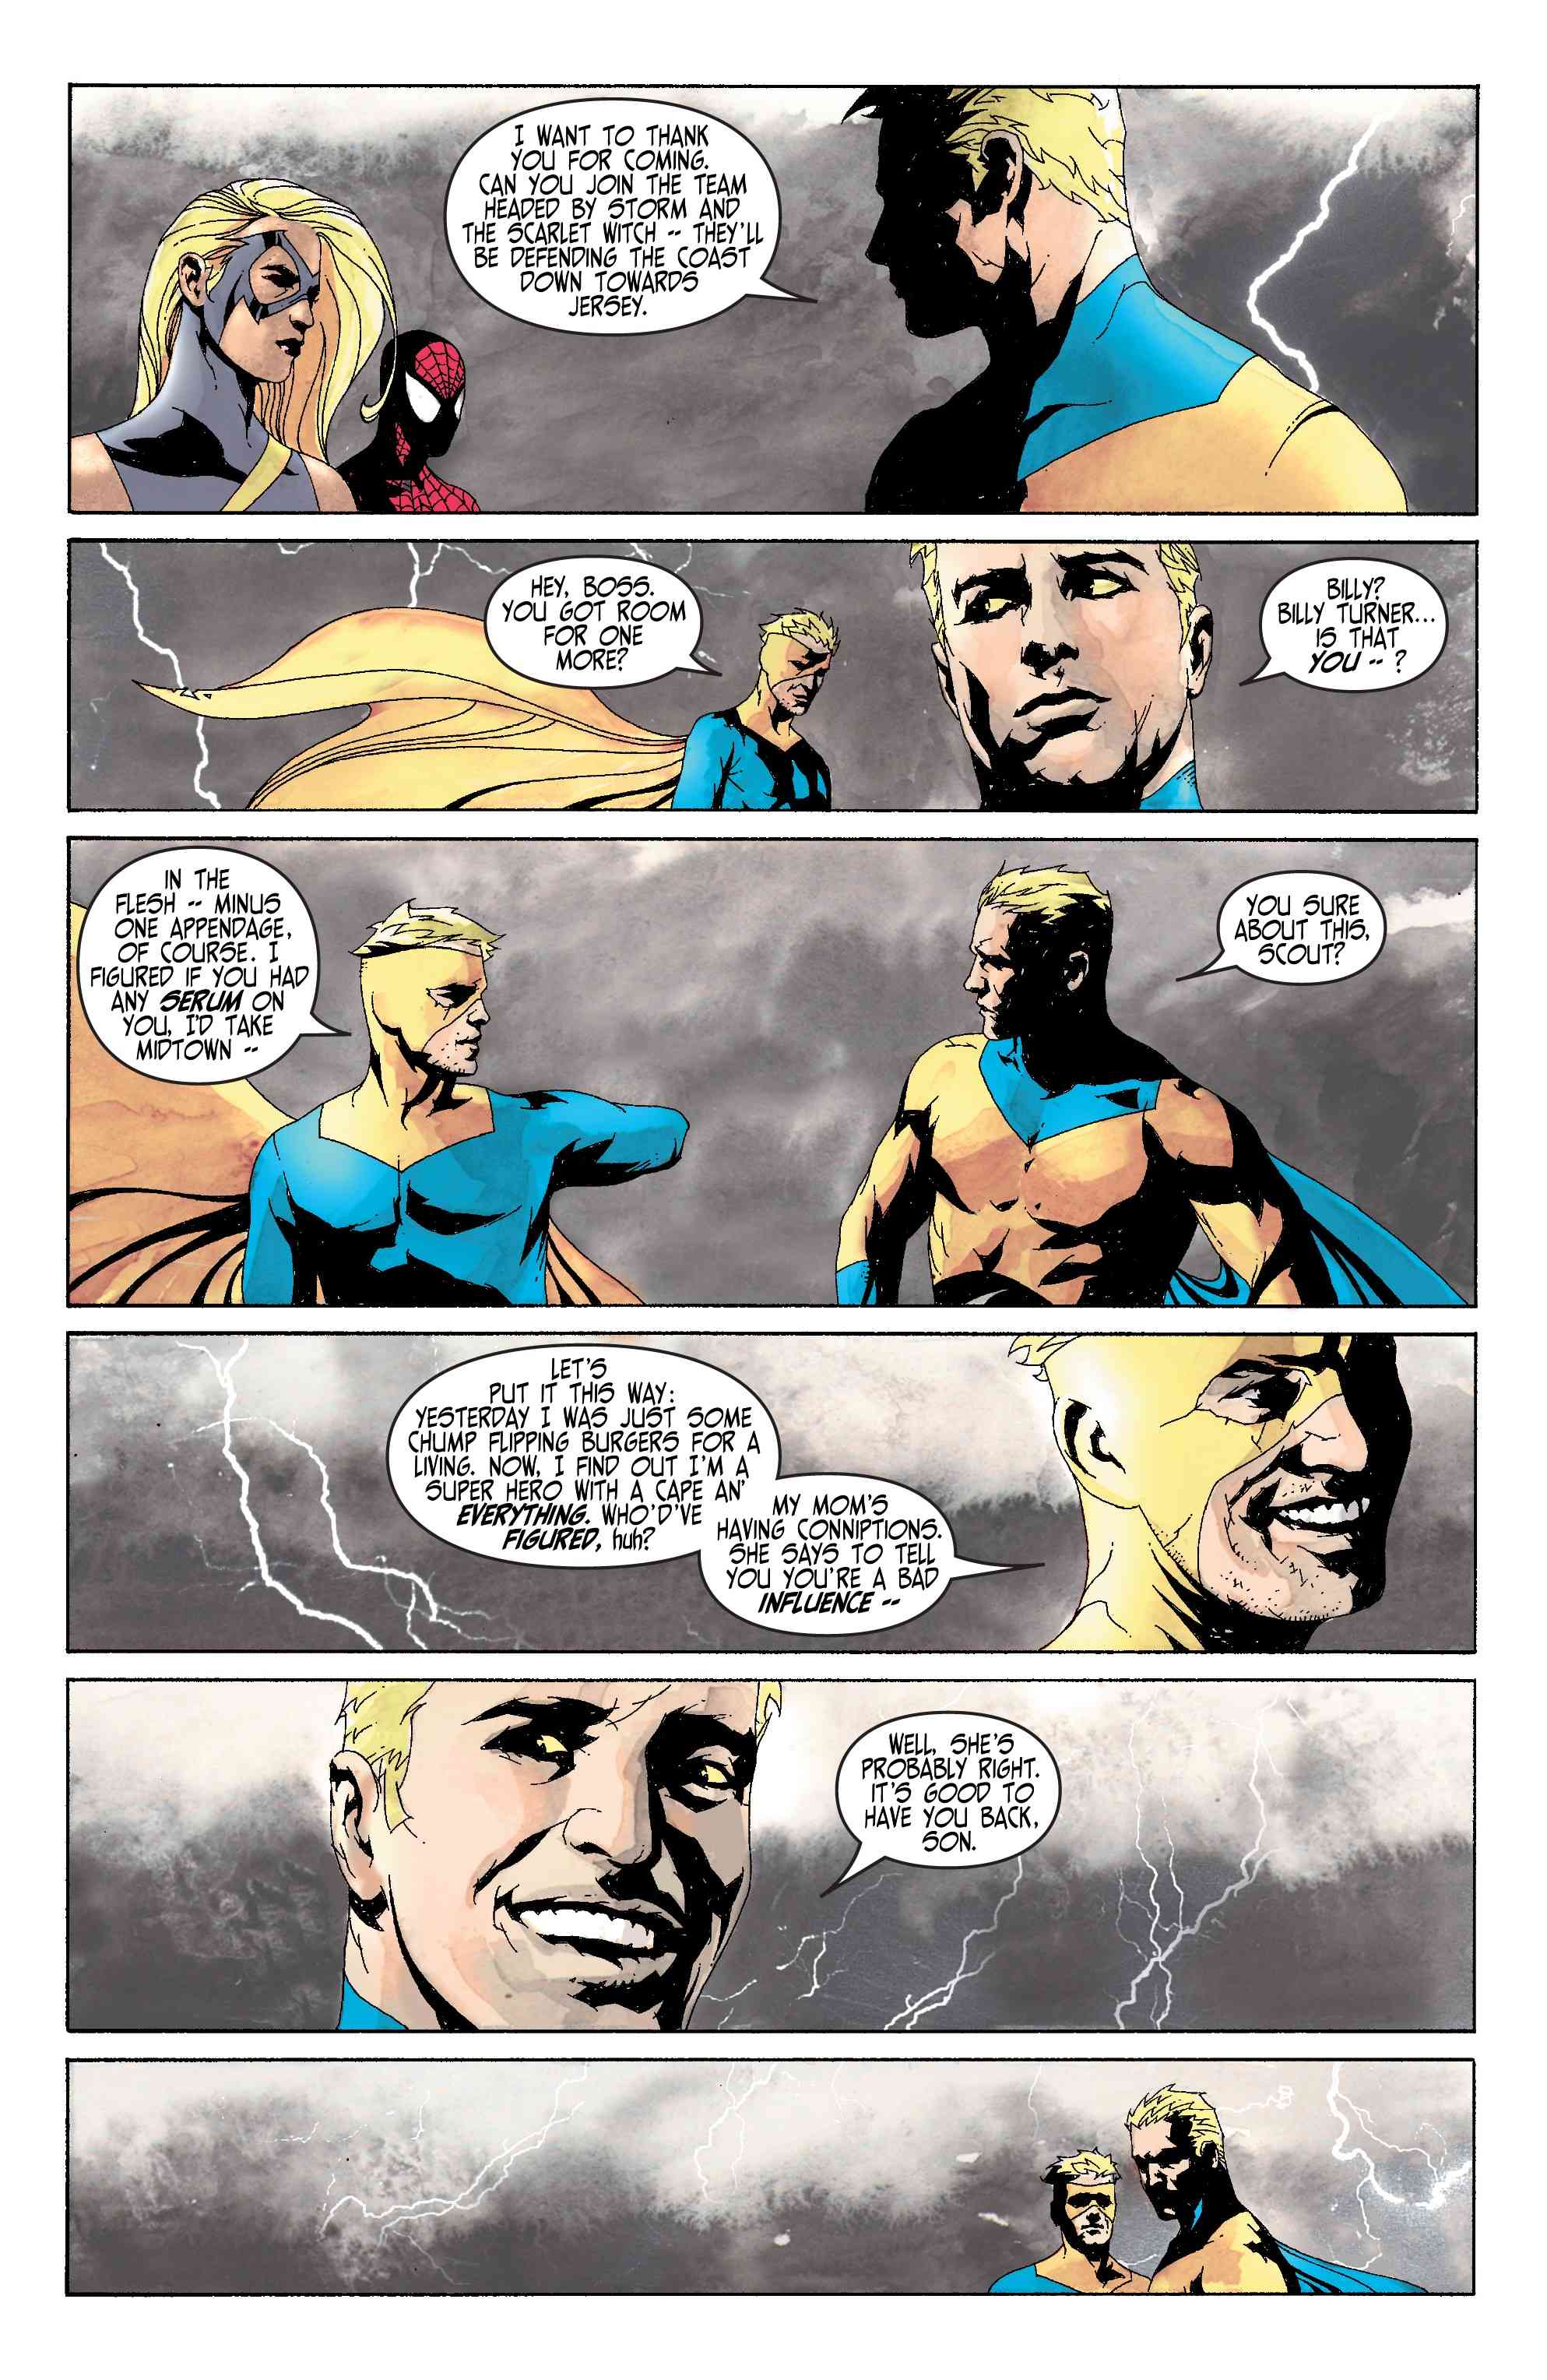 I WANT TO THANK
YOU FOR COMING.
CAN YOU JOIN THE TEAM
HEADED BY STORM AND
THE SCARLET WITCH -- THEY'LL
BE DEFENDING THE COAST
DOWN TOWARDS
JERSEY.
HEY, BOSS.
YOU GOT ROOM
FOR ONE
MORE?
BILLY?
BILLY TURNER...
IS THAT
YOU -- ?
IN THE
FLESH -- MINUS
ONE APPENDAGE,
OF COURSE. I
FIGURED IF YOU HAD
ANY SERUM ON
YOU, I'D TAKE
MIDTOWN --
YOU SURE
ABOUT THIS,
SCOUT?
LET'S
PUT IT THIS WAY:
YESTERDAY I WAS JUST SOME
CHUMP FLIPPING BURGERS FOR A
LIVING. NOW, I FIND OUT I'M A
SUPER HERO WITH A CAPE AN'
EVERYTHING. WHO'D'VE
FIGURED, huh?
MY MOM'S
HAVING CONNIPTIONS.
SHE SAYS TO TELL
YOU YOU'RE A BAD
INFLUENCE --
WELL, SHE'S
PROBABLY RIGHT.
IT'S GOOD TO
HAVE YOU BACK,
SON.